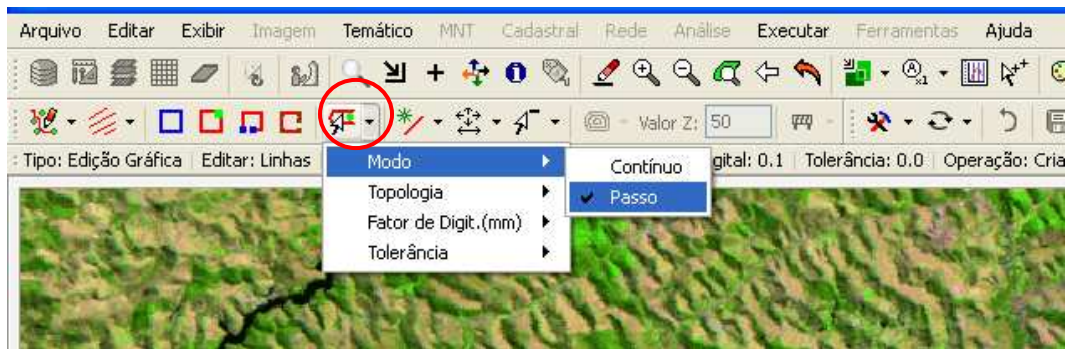 Arquivo Editar Exibir Imagem Temático MNT Cadastral Rede Análise Executar Ferramentas Ajuda
Valor Z: 50
Tipo: Edição Gráfica Editar: Linhas gital: 0.1 Tolerância: 0.0 Operação: Cria
Modo
Contínuo
Topologia
Passo
Fator de Digit.(mm)
Tolerância